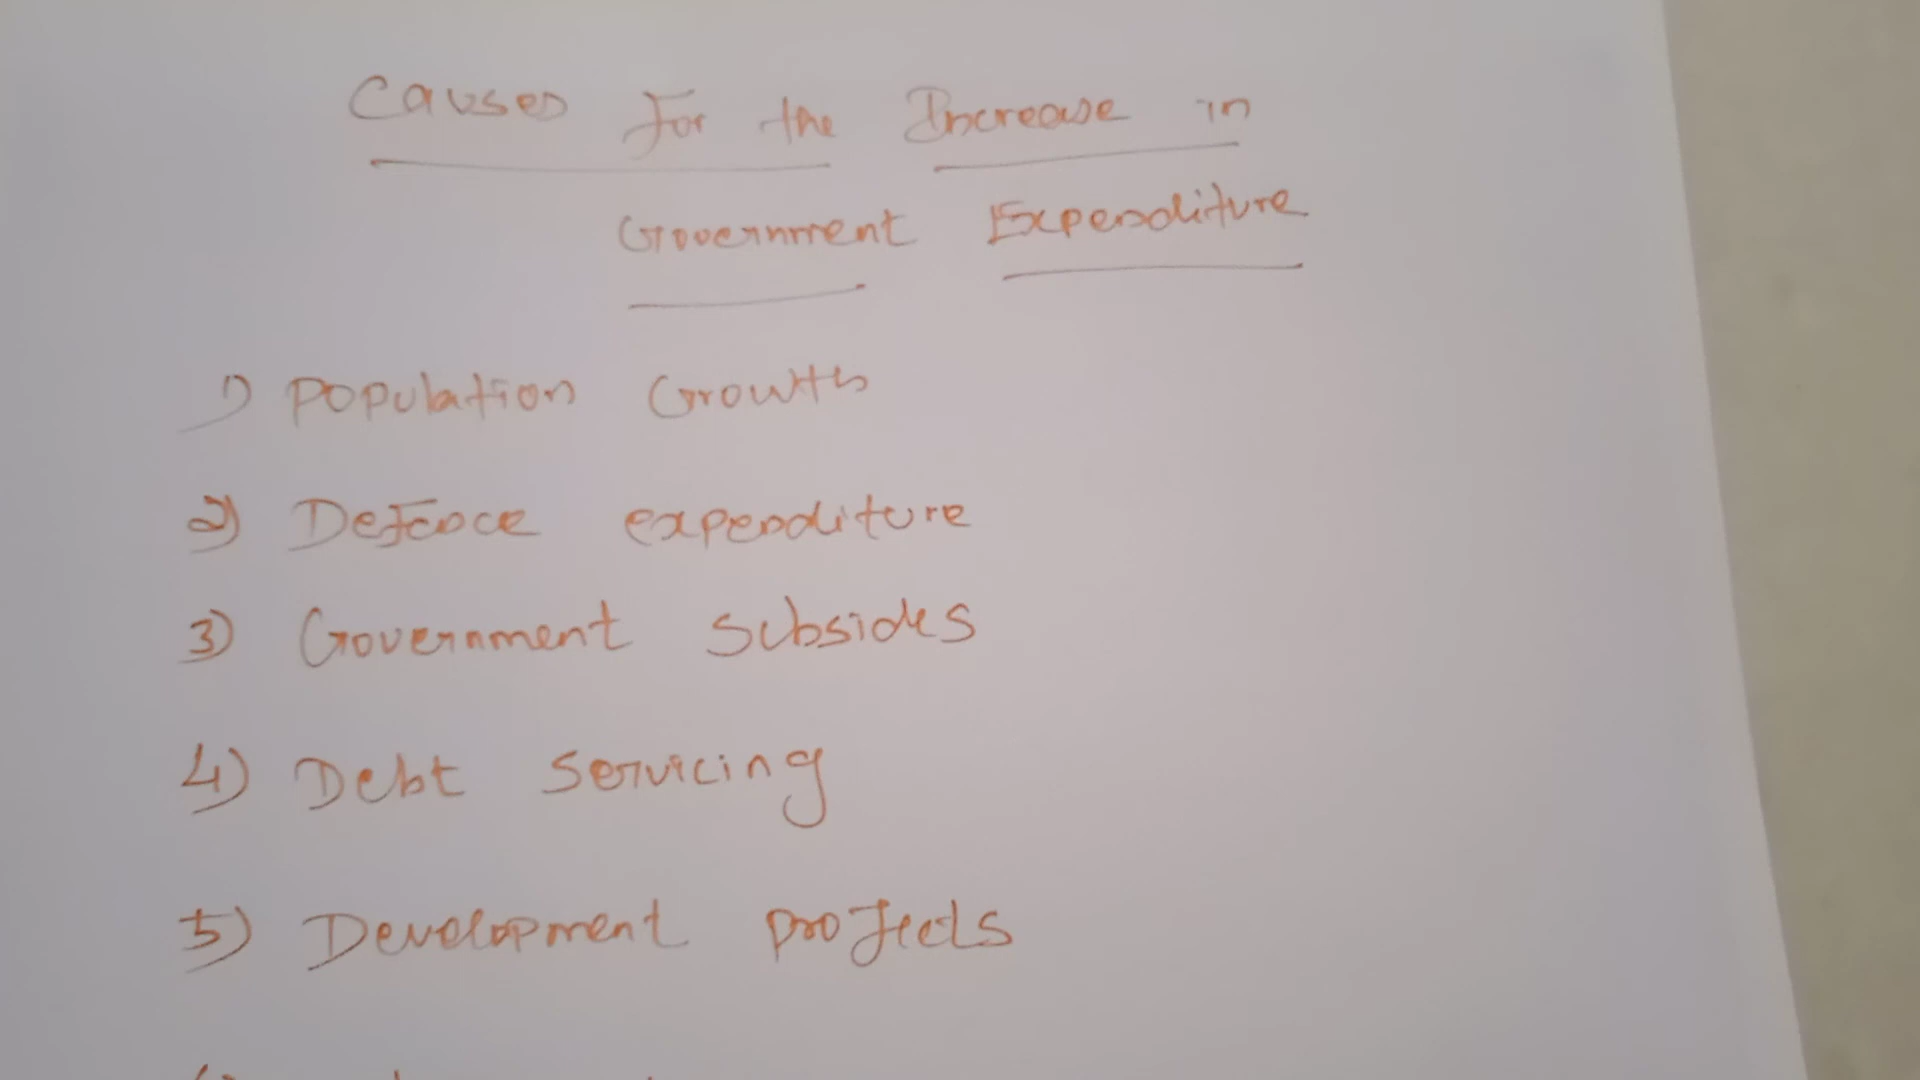 Causes For the Increase in
Government Expenditure
1) Population Growth
2) Defence expenditure
3) Government Subsides
4) Debt Servicing
5) Development projects